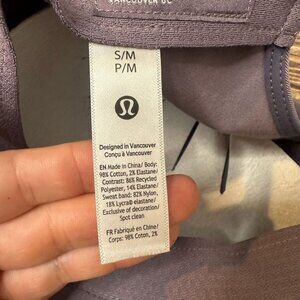 VANCOUVER BC
S/M
P/M
Designed in Vancouver
Conçu à Vancouver
EN Made in China/ Body:
98% Cotton, 2% Elastane/
Contrast: 86% Recycled
Polyester, 14% Elastane/
Sweat band: 82% Nylon,
18% Lycra® elastane/
Exclusive of decoration/
Spot clean
FR Fabriqué en Chine/
Corps: 98% Coton, 2%